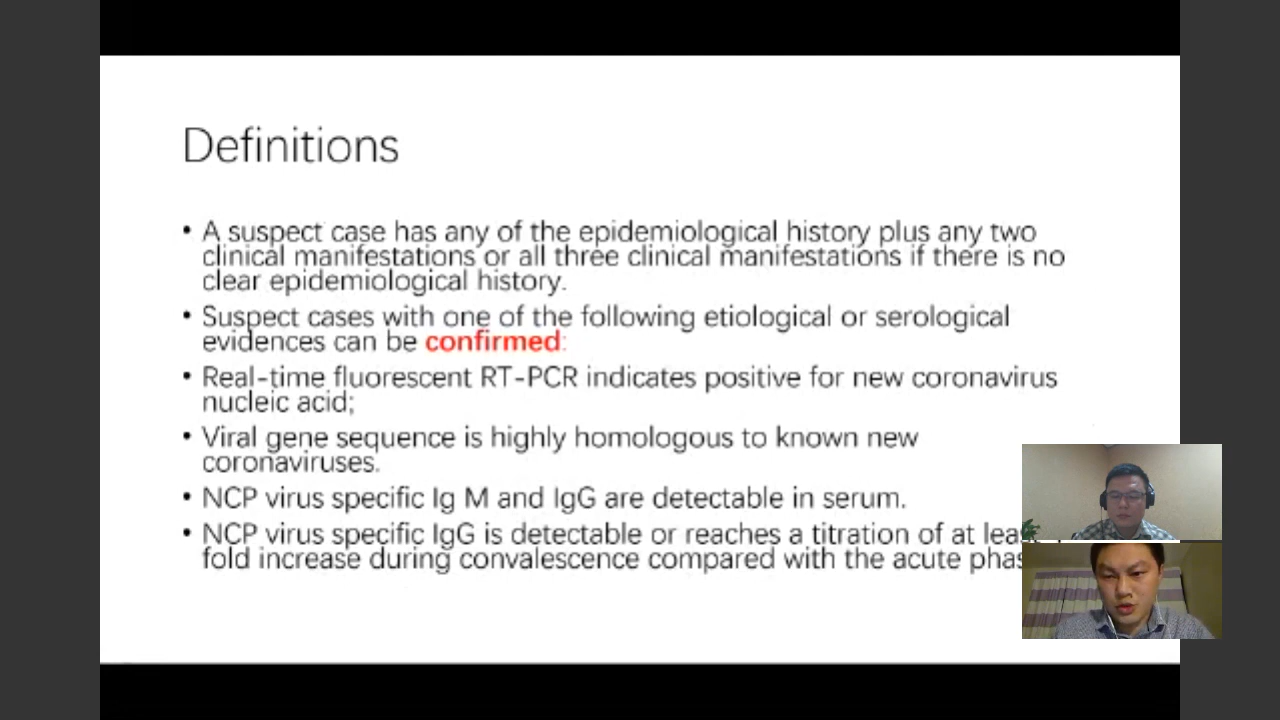 Definitions
• A suspect case has any of the epidemiological history plus any two
clinical manifestations or all three clinical manifestations if there is no
clear epidemiological history.
• Suspect cases with one of the following etiological or serological
evidences can be confirmed:
• Real-time fluorescent RT-PCR indicates positive for new coronavirus
nucleic acid;
• Viral gene sequence is highly homologous to known new
coronaviruses.
• NCP virus specific Ig M and IgG are detectable in serum.
• NCP virus specific IgG is detectable or reaches a titration of at
fold increase during convalescence compared with the acute